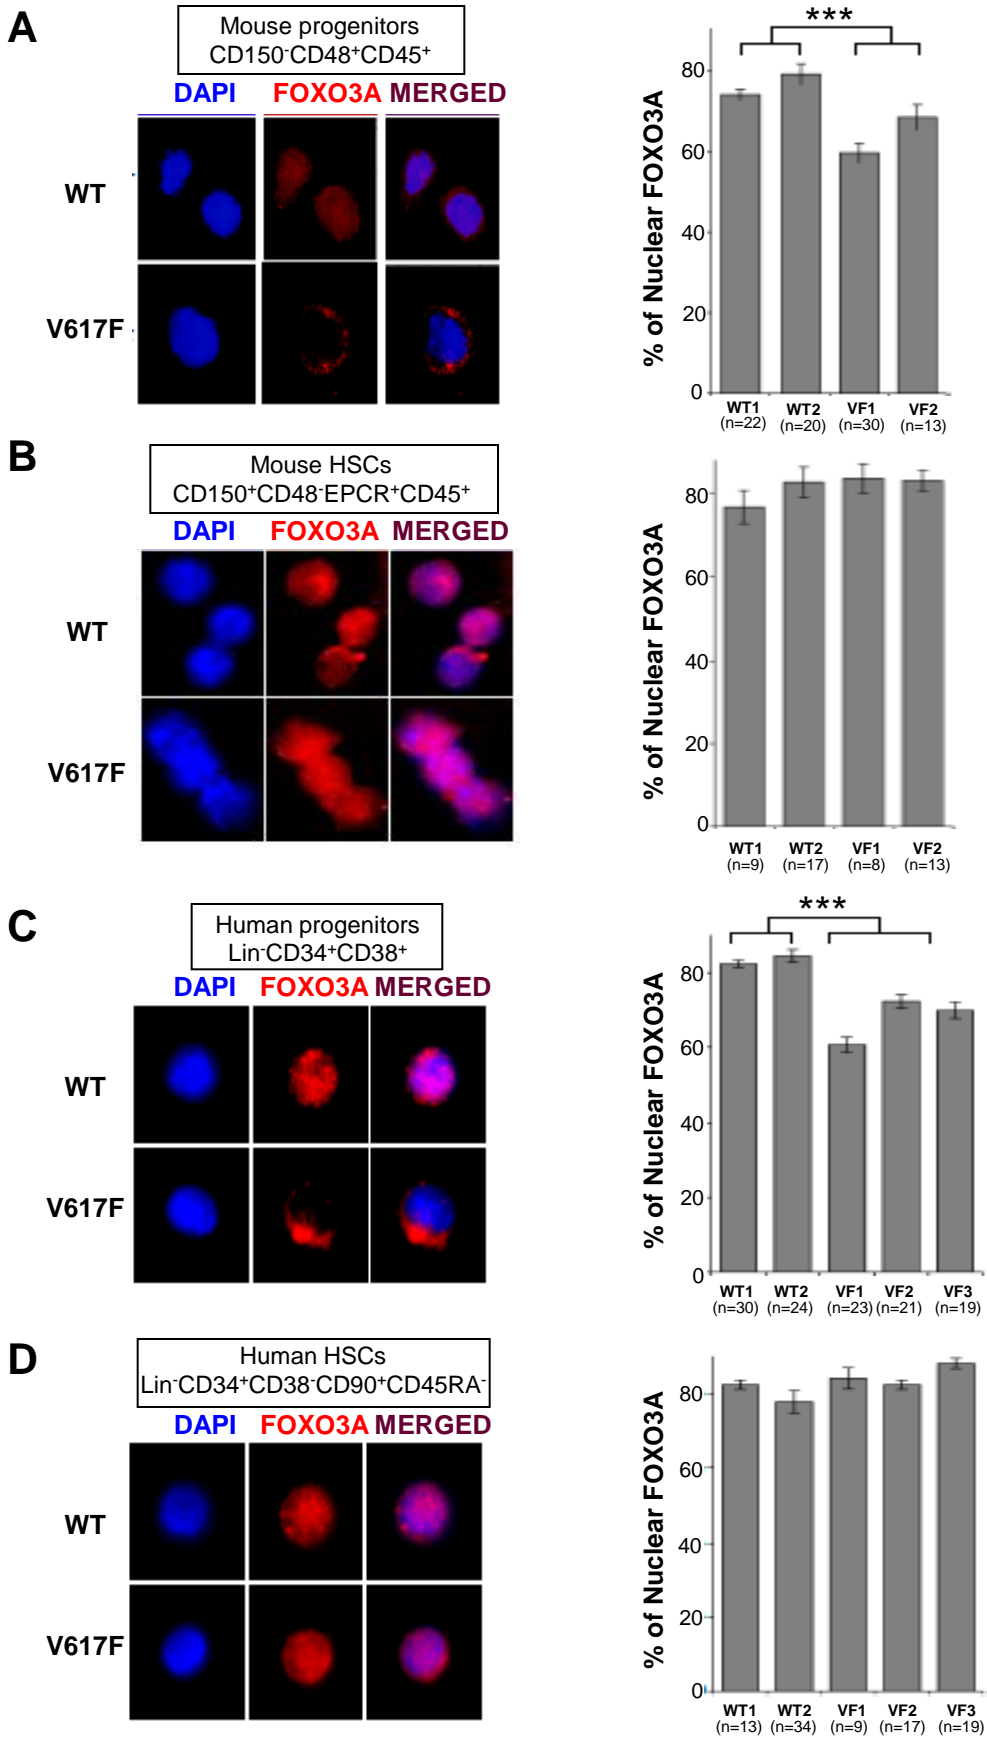 A
Mouse progenitors
CD150-CD48+CD45+
DAPI FOXO3A MERGED
WT
V617F
***
% of Nuclear FOXO3A
80
60
40
20
0
WT1 WT2 VF1 VF2
(n=22) (n=20) (n=30) (n=13)
B
Mouse HSCs
CD150+CD48-EPCR+CD45+
DAPI FOXO3A MERGED
WT
V617F
% of Nuclear FOXO3A
80
60
40
20
0
WT1 WT2 VF1 VF2
(n=9) (n=17) (n=8) (n=13)
C
Human progenitors
Lin-CD34+CD38+
DAPI FOXO3A MERGED
WT
V617F
***
% of Nuclear FOXO3A
80
60
40
20
0
WT1 WT2 VF1 VF2 VF3
(n=30) (n=24) (n=23) (n=21) (n=19)
D
Human HSCs
Lin-CD34+CD38-CD90+CD45RA-
DAPI FOXO3A MERGED
WT
V617F
% of Nuclear FOXO3A
80
60
40
20
0
WT1 WT2 VF1 VF2 VF3
(n=13) (n=34) (n=9) (n=17) (n=19)